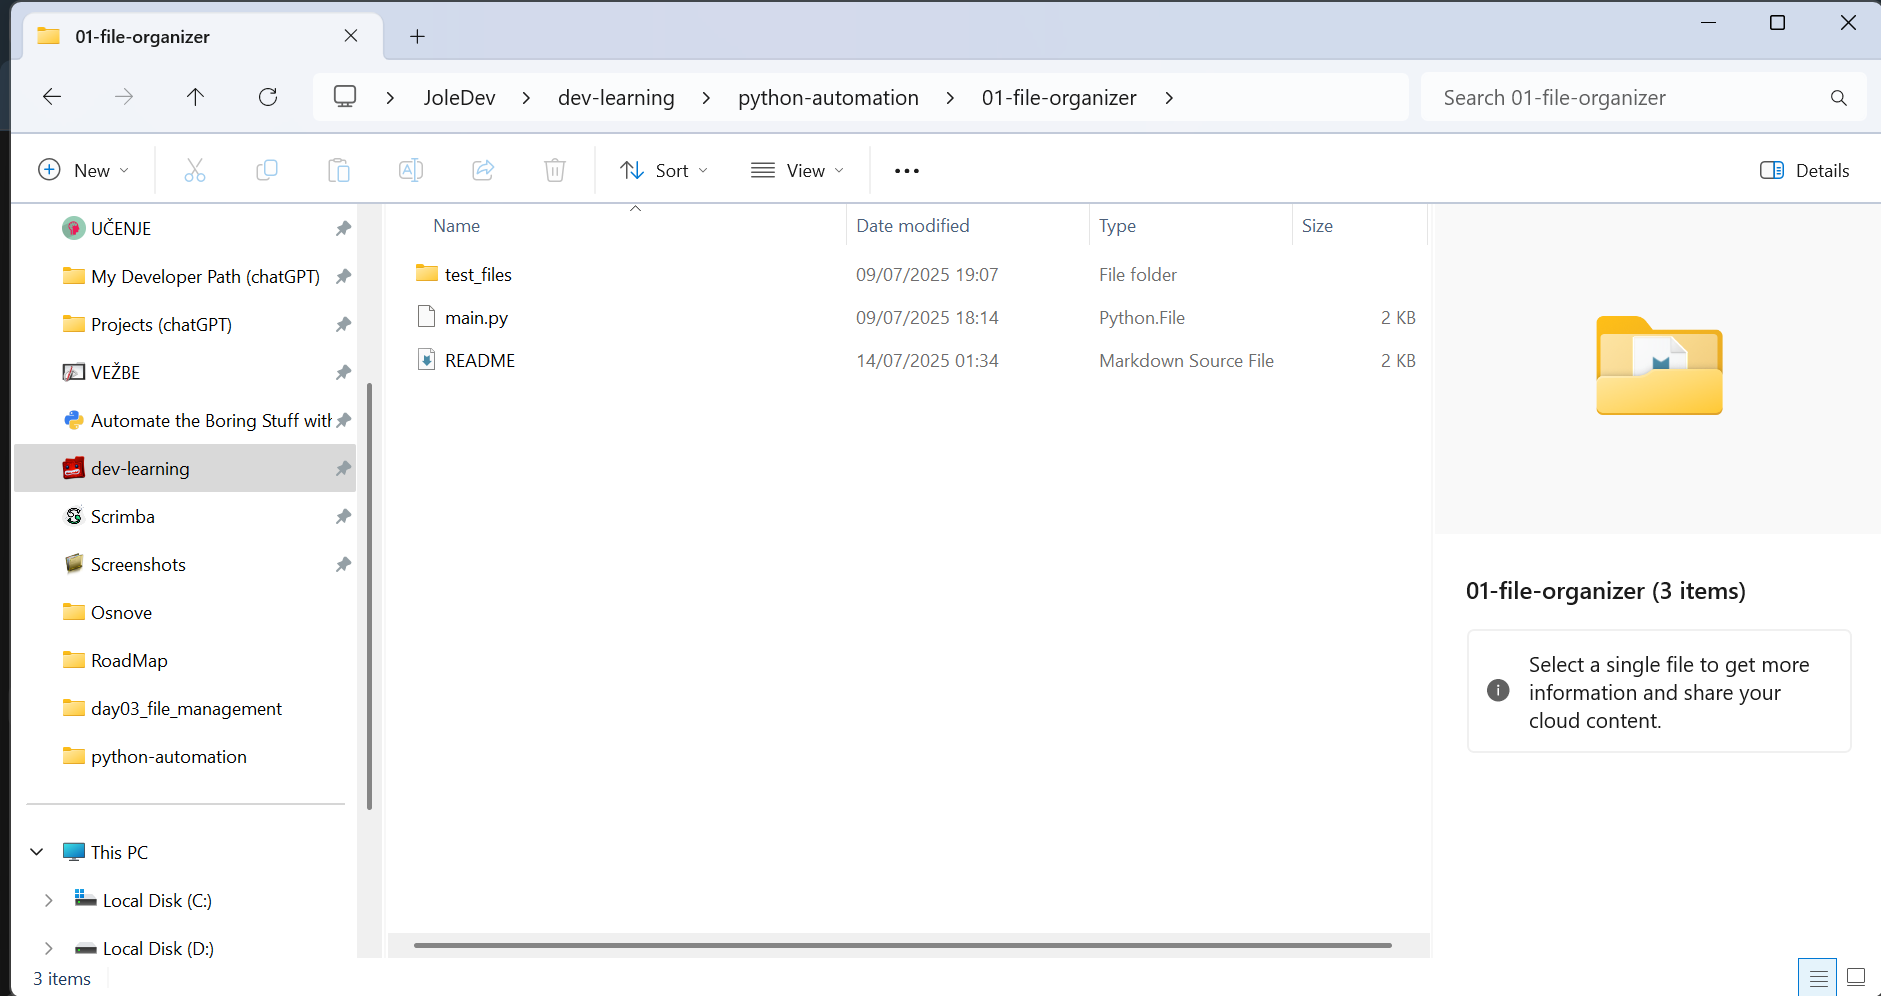 01-file-organizer
JoleDev dev-learning python-automation 01-file-organizer
Search 01-file-organizer
New
Sort
View
Details
UČENJE
My Developer Path (chatGPT)
Projects (chatGPT)
VEŽBE
Automate the Boring Stuff with
dev-learning
Scrimba
Screenshots
Osnove
RoadMap
day03_file_management
python-automation
This PC
Local Disk (C:)
Local Disk (D:)
Name Date modified Type Size
test_files 09/07/2025 19:07 File folder
main.py 09/07/2025 18:14 Python.File 2 KB
README 14/07/2025 01:34 Markdown Source File 2 KB
01-file-organizer (3 items)
Select a single file to get more
information and share your
cloud content.
3 items